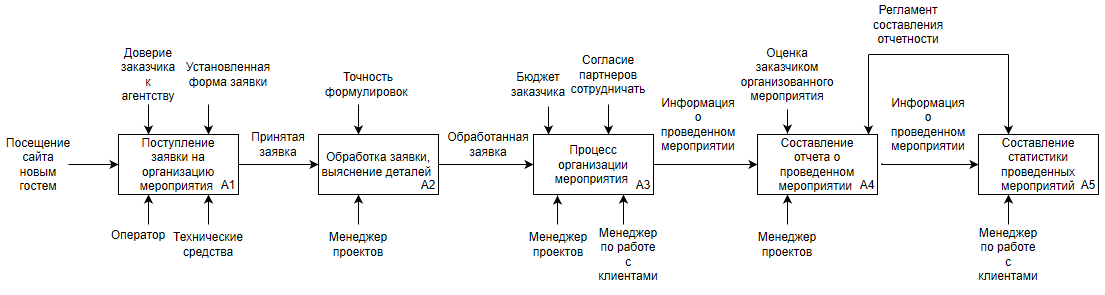 Регламент
составления
отчетности
Доверие
заказчика
к
агентству
Установленная
форма заявки
Точность
формулировок
Бюджет
заказчика
Согласие
партнеров
сотрудничать
Оценка
заказчиком
организованного
мероприятия
Посещение
сайта
новым
гостем
Поступление
заявки на
организацию
мероприятия
A1
Принятая
заявка
Обработка заявки,
выяснение деталей
A2
Обработанная
заявка
Процесс
организации
мероприятия
A3
Информация
о
проведенном
мероприятии
Составление
отчета о
проведенном
мероприятии
A4
Информация
о
проведенном
мероприятии
Составление
статистики
проведенных
мероприятий
A5
Оператор
Технические
средства
Менеджер
проектов
Менеджер
проектов
Менеджер
по работе
с
клиентами
Менеджер
проектов
Менеджер
по работе
с
клиентами